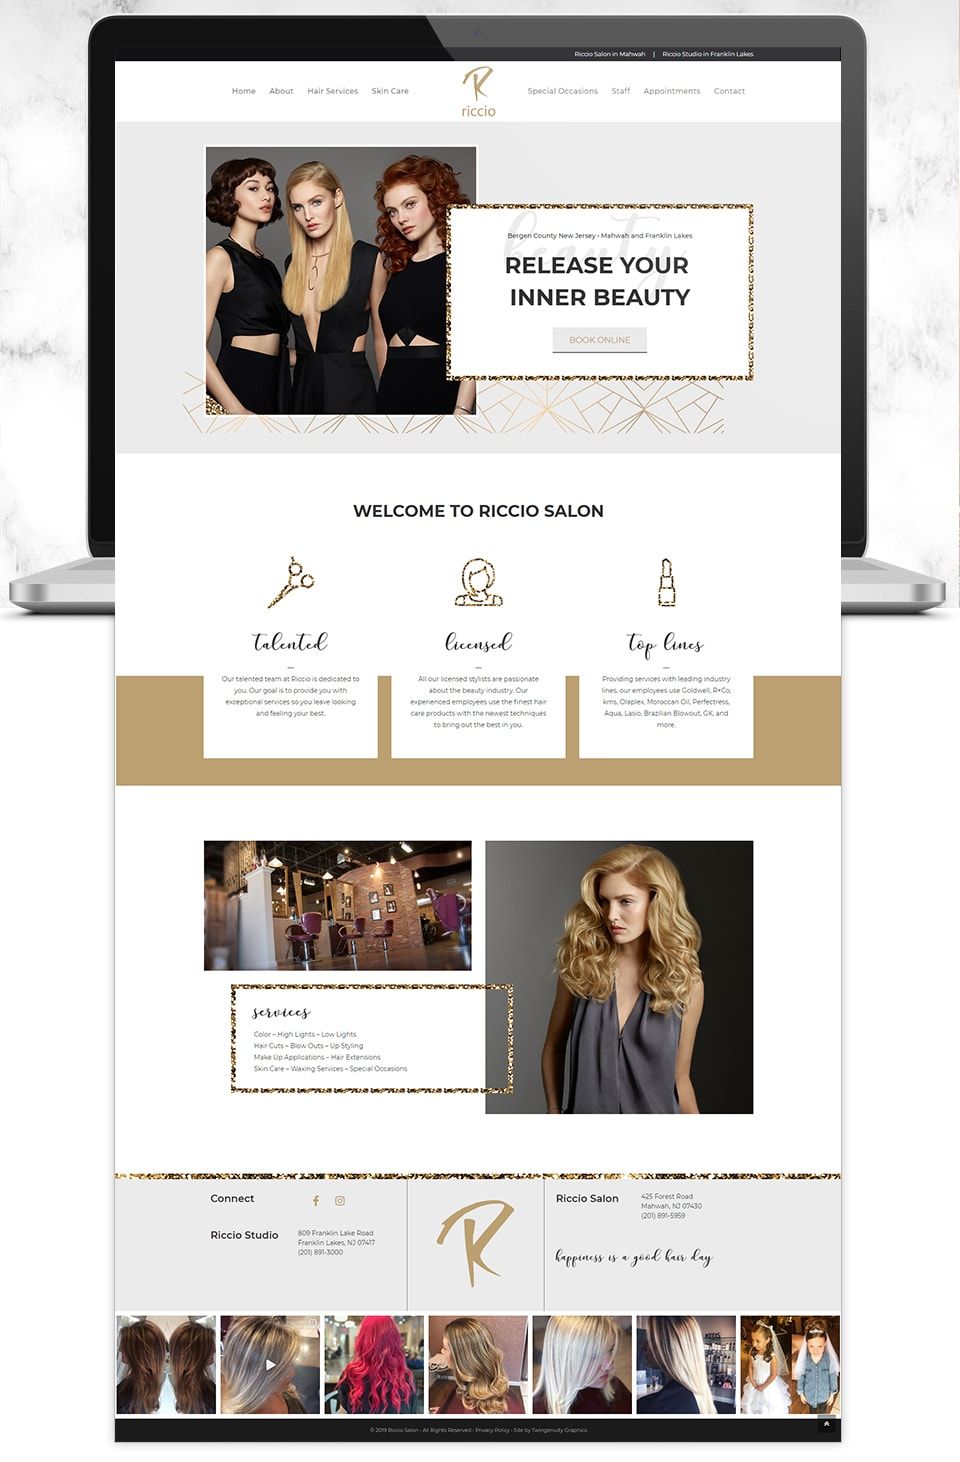 Riccio Salon in Mahwah | Riccio Studio in Franklin Lakes
Home About Hair Services Skin Care
R
riccio
Special Occasions Staff Appointments Contact
beauty
Bergen County New Jersey • Mahwah and Franklin Lakes
RELEASE YOUR
INNER BEAUTY
BOOK ONLINE
WELCOME TO RICCIO SALON
talented
Our talented team at Riccio is dedicated to
you. Our goal is to provide you with
exceptional services so you leave looking
and feeling your best.
licensed
All our licensed stylists are passionate
about the beauty industry. Our
experienced employees use the finest hair
care products with the newest techniques
to bring out the best in you.
top lines
Providing services with leading industry
lines, our employees use Goldwell, R+Co,
kms, Olaplex, Moroccan Oil, Perfectress,
Aqua, Lasio, Brazilian Blowout, GK, and
more.
services
Color – High Lights – Low Lights
Hair Cuts – Blow Outs – Up Styling
Make Up Applications – Hair Extensions
Skin Care – Waxing Services – Special Occasions
Connect
Riccio Studio
809 Franklin Lake Road
Franklin Lakes, NJ 07417
(201) 891-3000
R
Riccio Salon
425 Forest Road
Mahwah, NJ 07430
(201) 891-5959
happiness is a good hair day
© 2019 Riccio Salon • All Rights Reserved • Privacy Policy • Site by Twingenuity Graphics